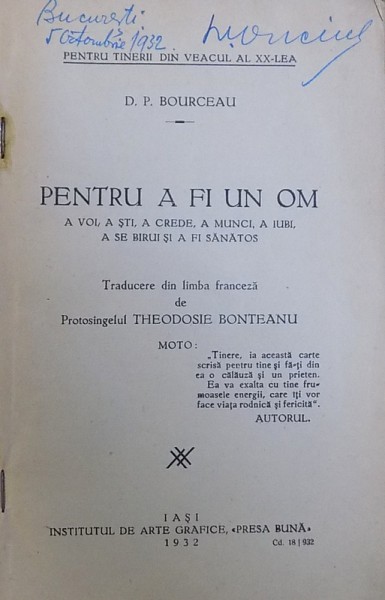 București
5 Octombrie 1932
PENTRU TINERII DIN VEACUL AL XX-LEA
D. P. BOURCEAU
PENTRU A FI UN OM
A VOI, A ȘTI, A CREDE, A MUNCI, A IUBI,
A SE BIRUI ȘI A FI SĂNĂTOS
Traducere din limba franceză
de
Protosingelul THEODOSIE BONTEANU
MOTO:
„Tinere, ia această carte
scrisă pentru tine și fă-ți din
ea o călăuză și un prieten.
Ea va exalta cu tine fru-
moasele energii, care îți vor
face viața rodnică și fericită“.
AUTORUL.
IAȘI
INSTITUTUL DE ARTE GRAFICE, «PRESA BUNĂ»
1932 Cd. 18 | 932